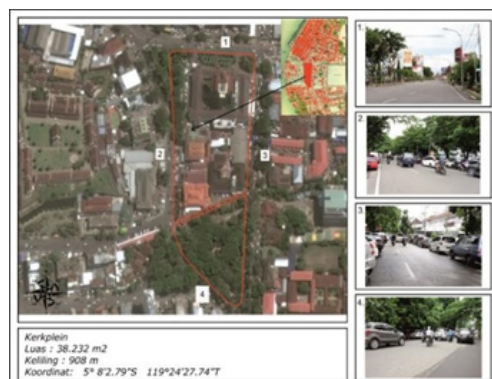 1
2
3
4
1.
2.
3.
4.
Kerkplein
Luas : 38.232 m2
Keliling : 908 m
Koordinat: 5° 8'2.79"S 119°24'27.74"T